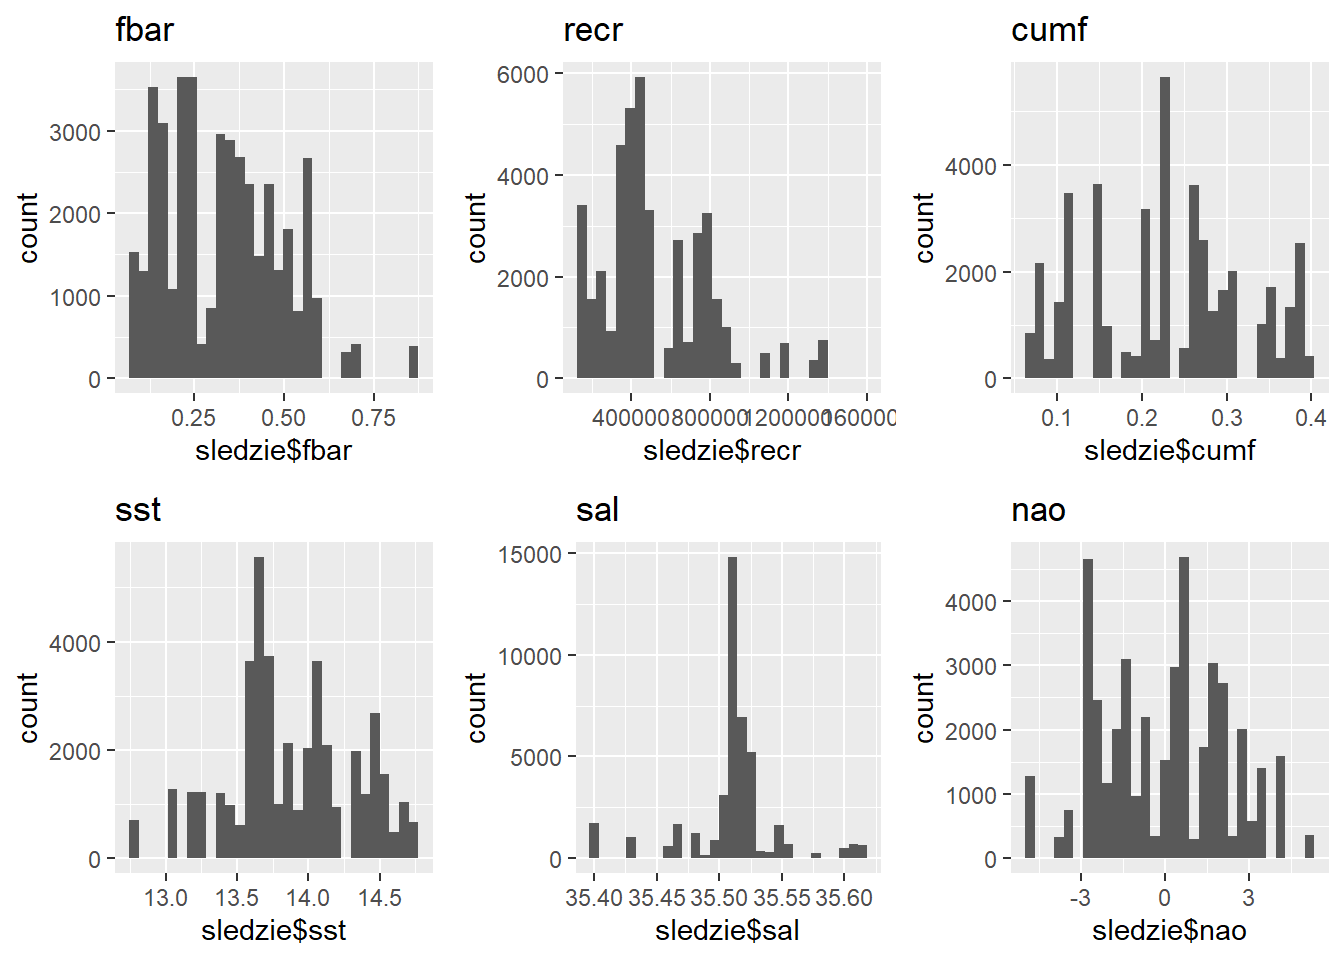 fbar
3000
2000
1000
0
count
0.25 0.50 0.75
sledzie$fbar
recr
6000
4000
2000
0
count
400000 800000 1200000 1600000
sledzie$recr
cumf
4000
2000
0
count
0.1 0.2 0.3 0.4
sledzie$cumf
sst
4000
2000
0
count
13.0 13.5 14.0 14.5
sledzie$sst
sal
15000
10000
5000
0
count
35.40 35.45 35.50 35.55 35.60
sledzie$sal
nao
4000
3000
2000
1000
0
count
-3 0 3
sledzie$nao